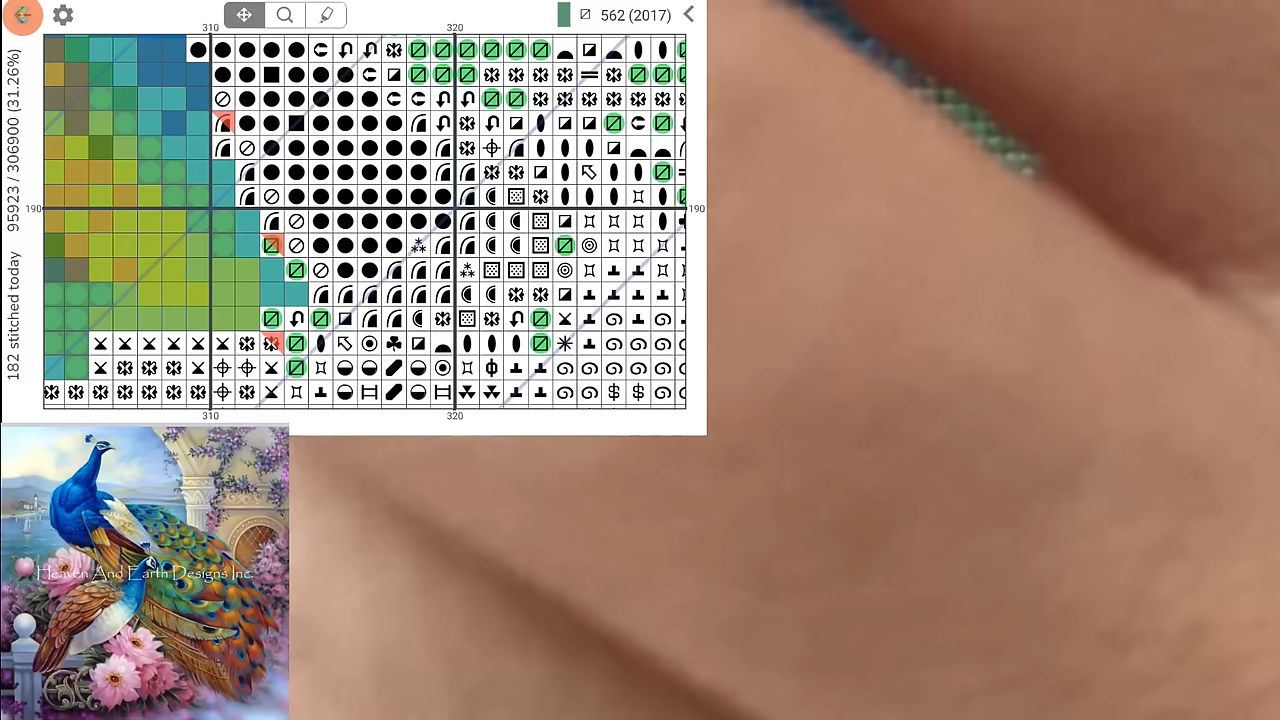 562 (2017)
310 320
182 stitched today 95923 / 306900 (31.26%)
190 190
310 320
Heaven And Earth Designs Inc.